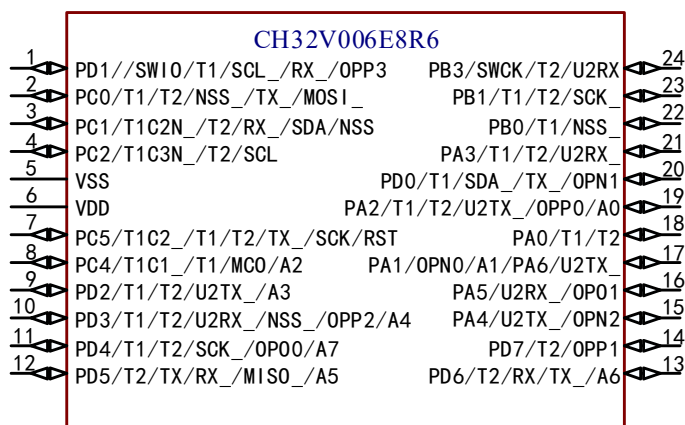 CH32V006E8R6
1 PD1//SWIO/T1/SCL_/RX_/OPP3 PB3/SWCK/T2/U2RX 24
2 PC0/T1/T2/NSS_/TX_/MOSI_ PB1/T1/T2/SCK_ 23
3 PC1/T1C2N_/T2/RX_/SDA/NSS PB0/T1/NSS_ 22
4 PC2/T1C3N_/T2/SCL PA3/T1/T2/U2RX_ 21
5 VSS PD0/T1/SDA_/TX_/OPN1 20
6 VDD PA2/T1/T2/U2TX_/OPP0/A0 19
7 PC5/T1C2_/T1/T2/TX_/SCK/RST PA0/T1/T2 18
8 PC4/T1C1_/T1/MCO/A2 PA1/OPN0/A1/PA6/U2TX_ 17
9 PD2/T1/T2/U2TX_/A3 PA5/U2RX_/OPO1 16
10 PD3/T1/T2/U2RX_/NSS_/OPP2/A4 PA4/U2TX_/OPN2 15
11 PD4/T1/T2/SCK_/OPO0/A7 PD7/T2/OPP1 14
12 PD5/T2/TX/RX_/MISO_/A5 PD6/T2/RX/TX_/A6 13